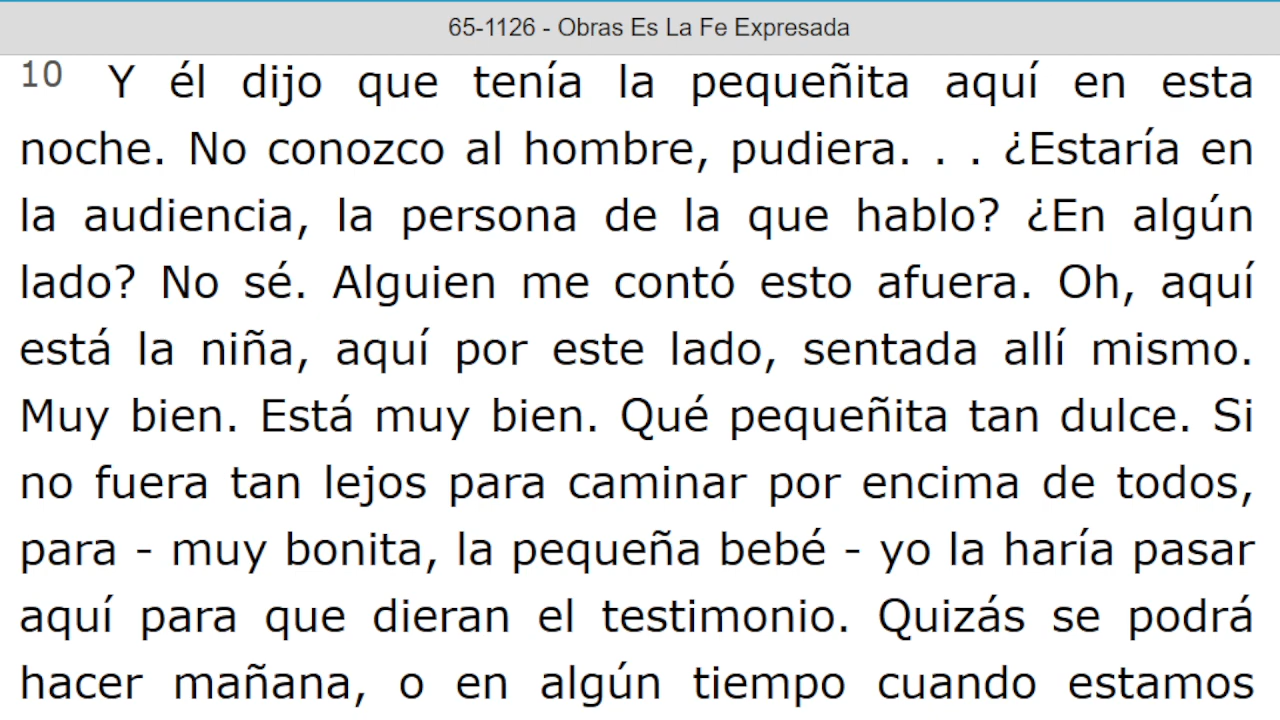 65-1126 - Obras Es La Fe Expresada
10 Y él dijo que tenía la pequeñita aquí en esta
noche. No conozco al hombre, pudiera. . . ¿Estaría en
la audiencia, la persona de la que hablo? ¿En algún
lado? No sé. Alguien me contó esto afuera. Oh, aquí
está la niña, aquí por este lado, sentada allí mismo.
Muy bien. Está muy bien. Qué pequeñita tan dulce. Si
no fuera tan lejos para caminar por encima de todos,
para - muy bonita, la pequeña bebé - yo la haría pasar
aquí para que dieran el testimonio. Quizás se podrá
hacer mañana, o en algún tiempo cuando estamos